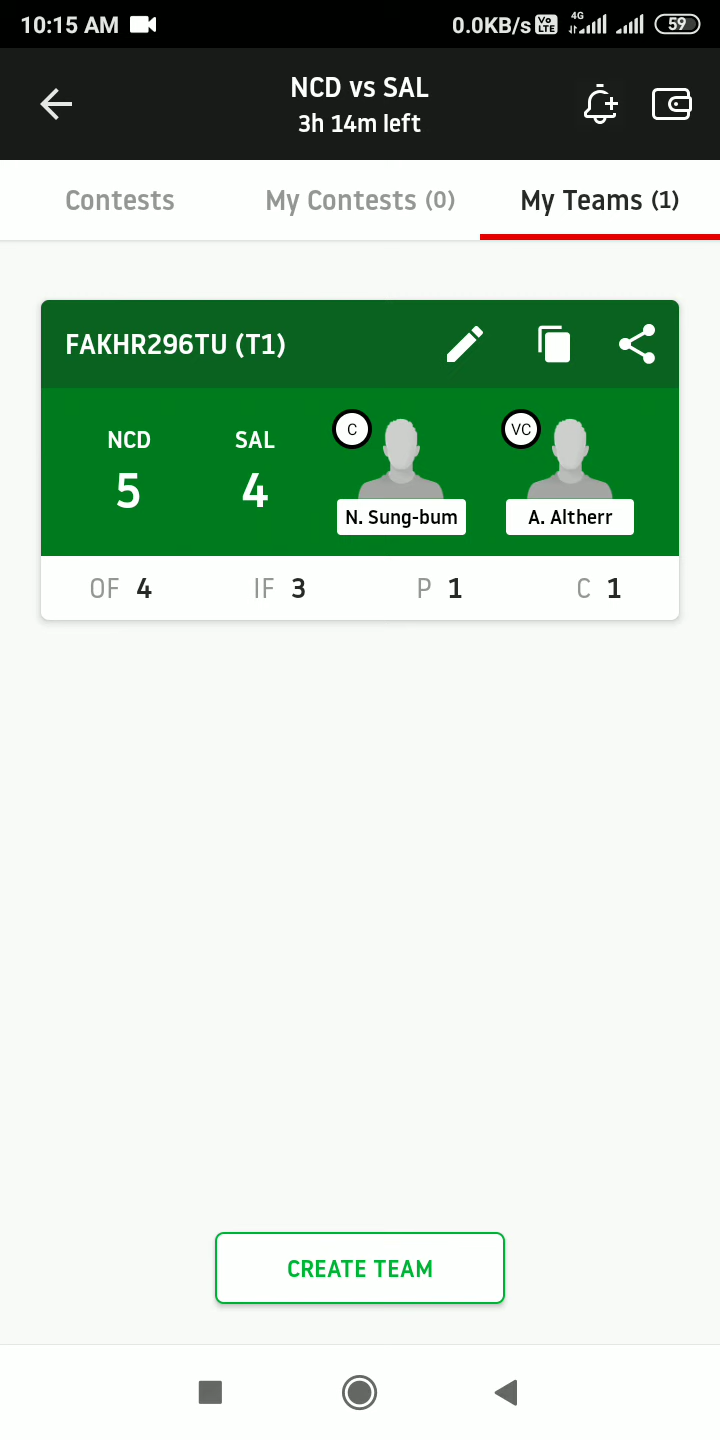 10:15 AM 0.0KB/s Vo LTE 4G 59
NCD vs SAL
3h 14m left
Contests My Contests (0) My Teams (1)
FAKHR296TU (T1)
NCD SAL C VC
5 4
N. Sung-bum A. Altherr
OF 4 IF 3 P 1 C 1
CREATE TEAM